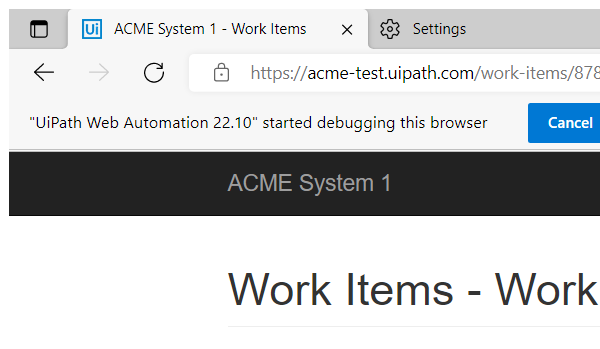 Ui ACME System 1 - Work Items Settings
https://acme-test.uipath.com/work-items/878
"UiPath Web Automation 22.10" started debugging this browser Cancel
ACME System 1
Work Items - Work